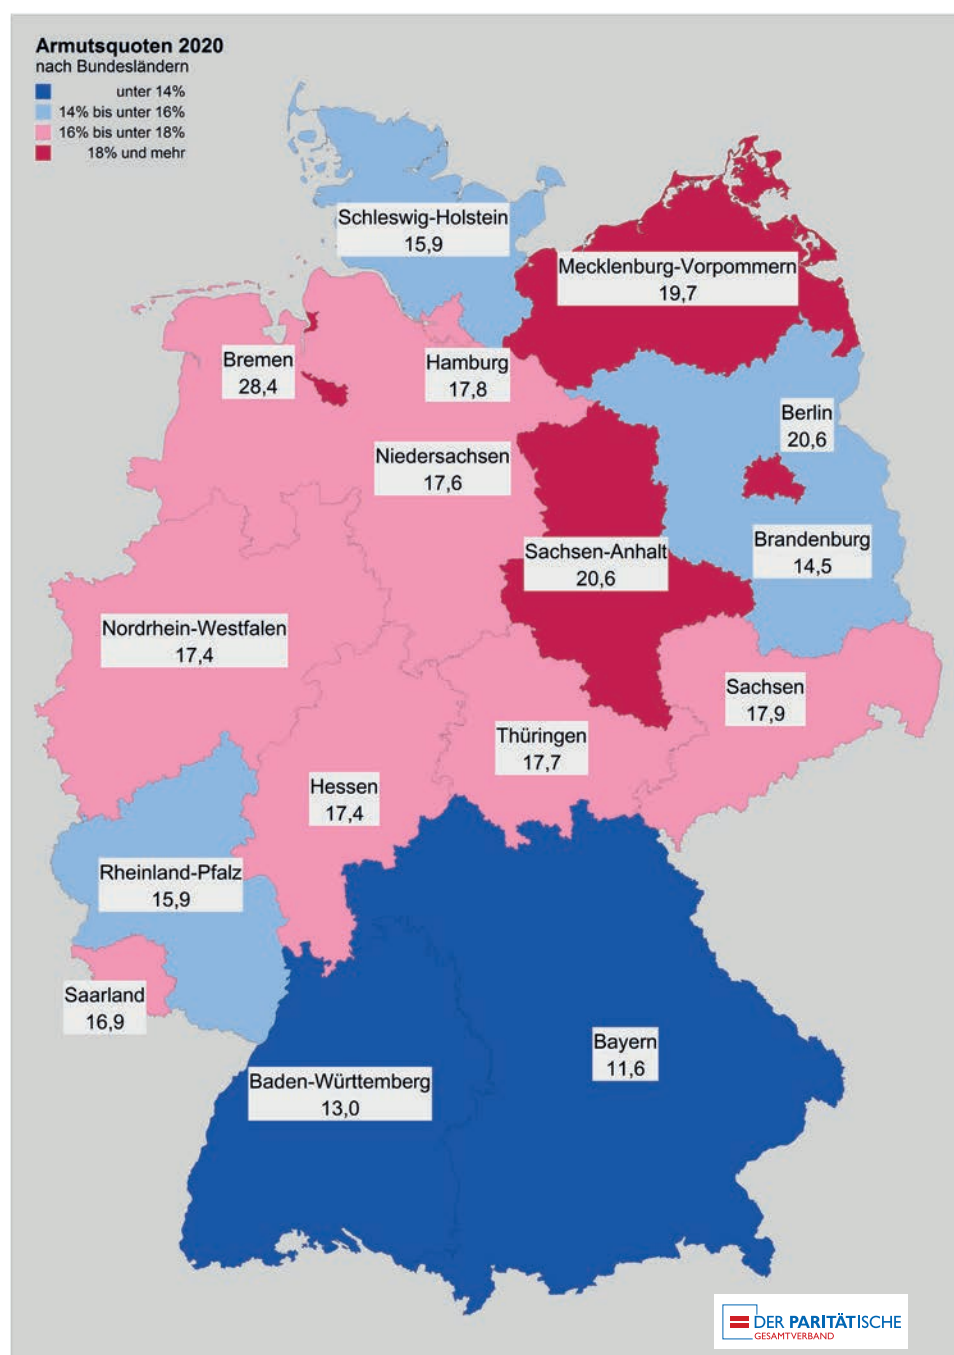 Armutsquoten 2020
nach Bundesländern
unter 14%
14% bis unter 16%
16% bis unter 18%
18% und mehr
Schleswig-Holstein
15,9
Mecklenburg-Vorpommern
19,7
Bremen
28,4
Hamburg
17,8
Berlin
20,6
Niedersachsen
17,6
Brandenburg
14,5
Sachsen-Anhalt
20,6
Nordrhein-Westfalen
17,4
Sachsen
17,9
Thüringen
17,7
Hessen
17,4
Rheinland-Pfalz
15,9
Saarland
16,9
Bayern
11,6
Baden-Württemberg
13,0
DER PARITÄTISCHE
GESAMTVERBAND